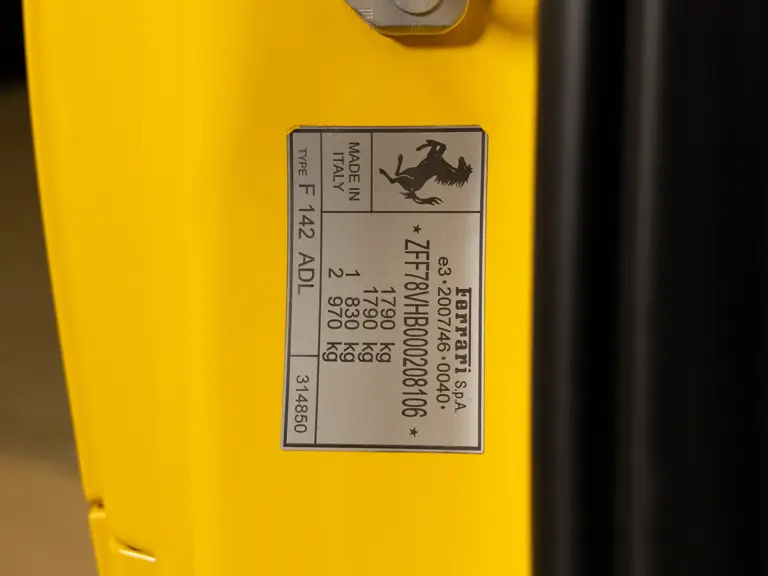 Ferrari S.p.A.
e3*2007/46*0040*
* ZFF78VHB000208106 *
1790 kg
1790 kg
1 830 kg
2 970 kg
MADE IN
ITALY
TYPE F 142 ADL
314850